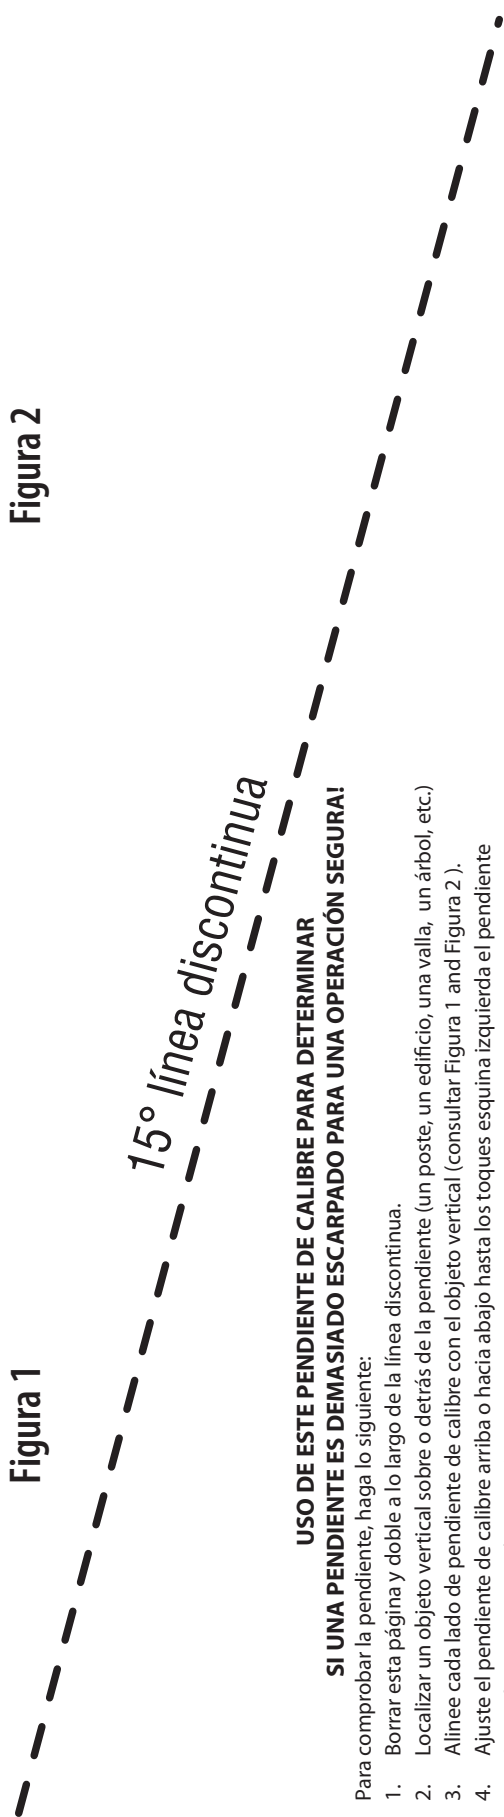 Figura 1
Figura 2
15° línea discontinua
USO DE ESTE PENDIENTE DE CALIBRE PARA DETERMINAR
SI UNA PENDIENTE ES DEMASIADO ESCARPADO PARA UNA OPERACIÓN SEGURA!
Para comprobar la pendiente, haga lo siguiente:
1. Borrar esta página y doble a lo largo de la línea discontinua.
2. Localizar un objeto vertical sobre o detrás de la pendiente (un poste, un edificio, una valla, un árbol, etc.)
3. Alinee cada lado de pendiente de calibre con el objeto vertical (consultar Figura 1 and Figura 2 ).
4. Ajuste el pendiente de calibre arriba o hacia abajo hasta los toques esquina izquierda el pendiente